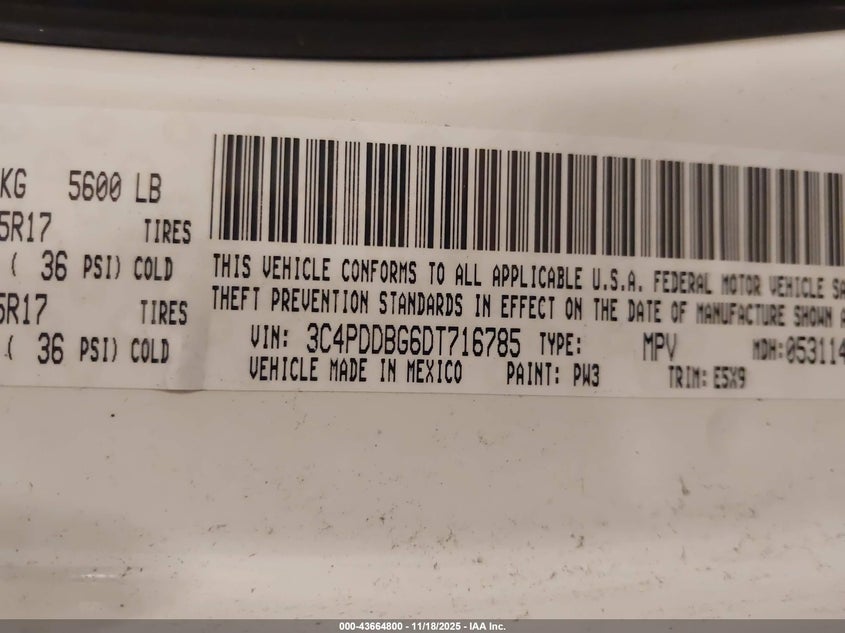 KG 5600 LB
5R17 TIRES
( 36 PSI) COLD
5R17 TIRES
( 36 PSI) COLD
THIS VEHICLE CONFORMS TO ALL APPLICABLE U.S.A. FEDERAL MOTOR VEHICLE SA
THEFT PREVENTION STANDARDS IN EFFECT ON THE DATE OF MANUFACTURE SHOWN A
VIN: 3C4PDDBG6DT716785 TYPE: MPV MDH: 053114
VEHICLE MADE IN MEXICO PAINT: PW3 TRIM: E5X9
000-43664800 - 11/18/2025 - IAA Inc.